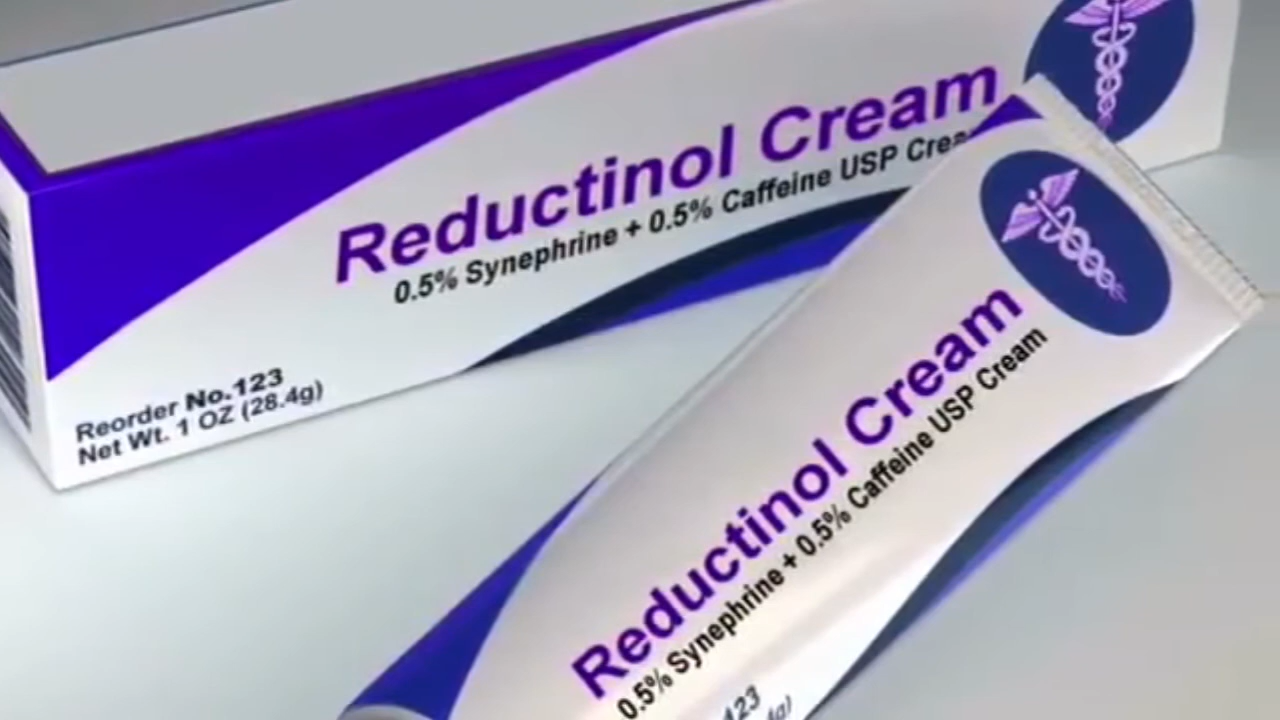 Reductinol Cream
0.5% Synephrine + 0.5% Caffeine USP
Reorder No.123
Net Wt. 1 OZ (28.4g)
Reductinol Cream
0.5% Synephrine + 0.5% Caffeine USP Cream
123